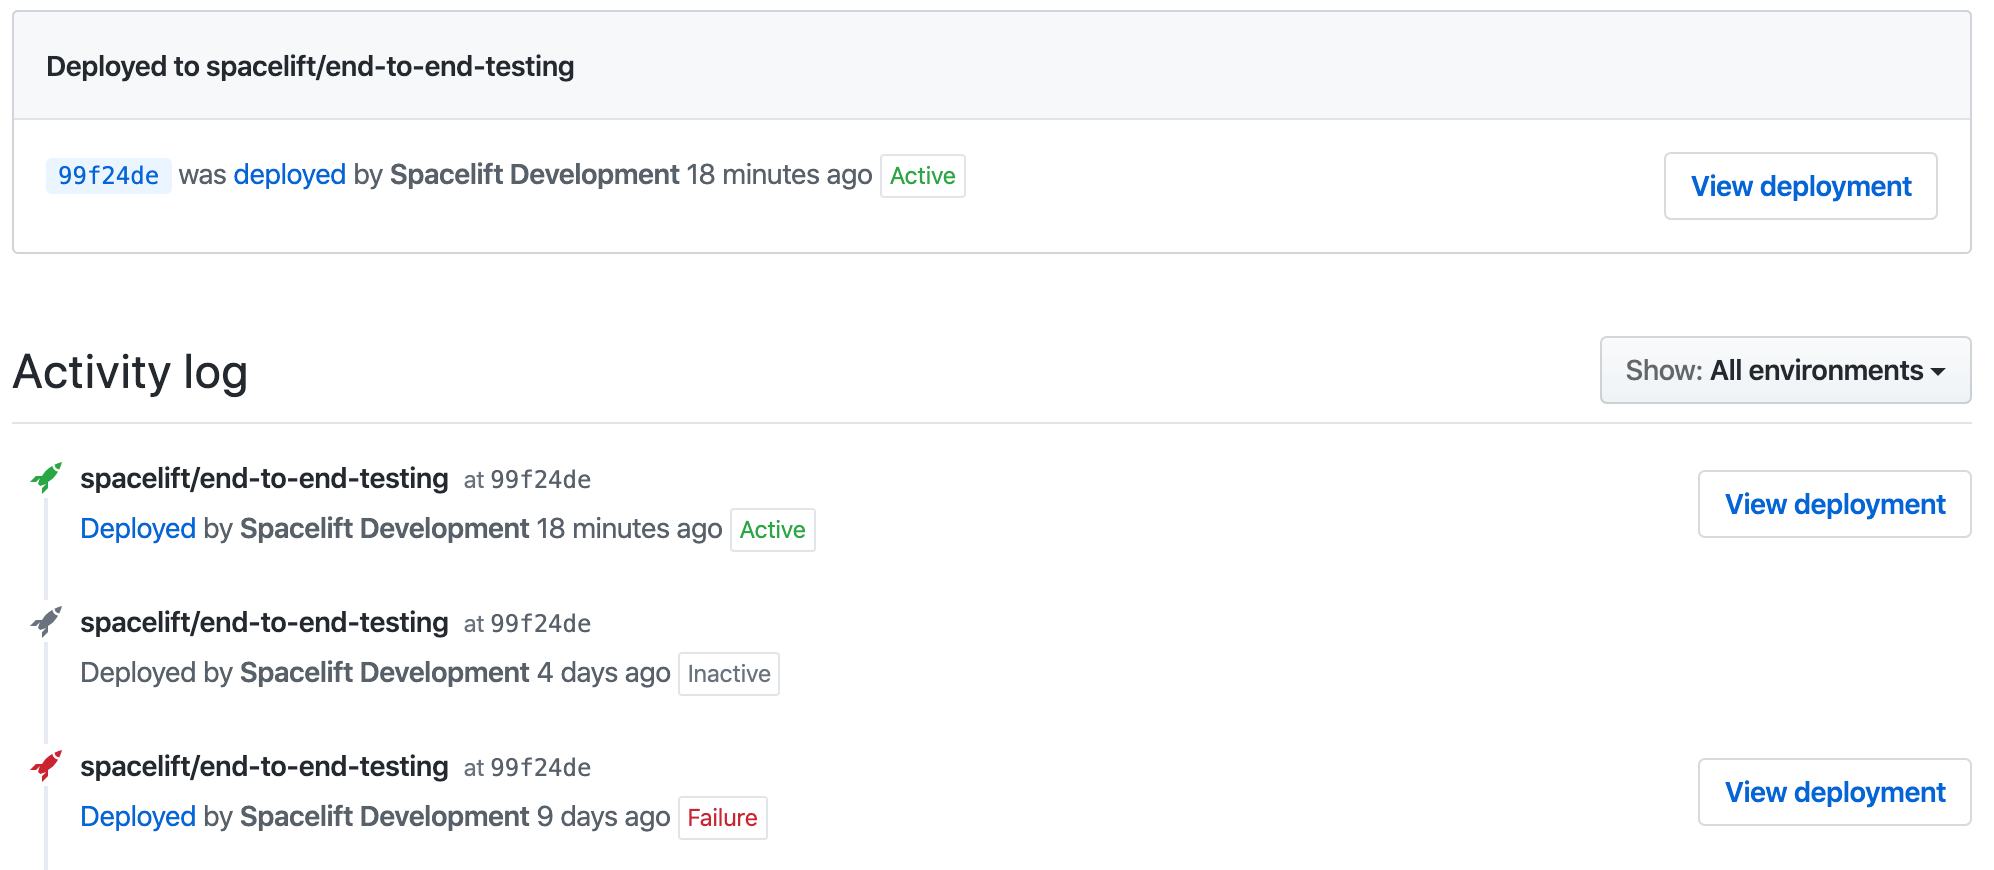 Deployed to spacelift/end-to-end-testing
99f24de was deployed by Spacelift Development 18 minutes ago Active
View deployment
Activity log
Show: All environments
spacelift/end-to-end-testing at 99f24de
Deployed by Spacelift Development 18 minutes ago Active
View deployment
spacelift/end-to-end-testing at 99f24de
Deployed by Spacelift Development 4 days ago Inactive
spacelift/end-to-end-testing at 99f24de
Deployed by Spacelift Development 9 days ago Failure
View deployment